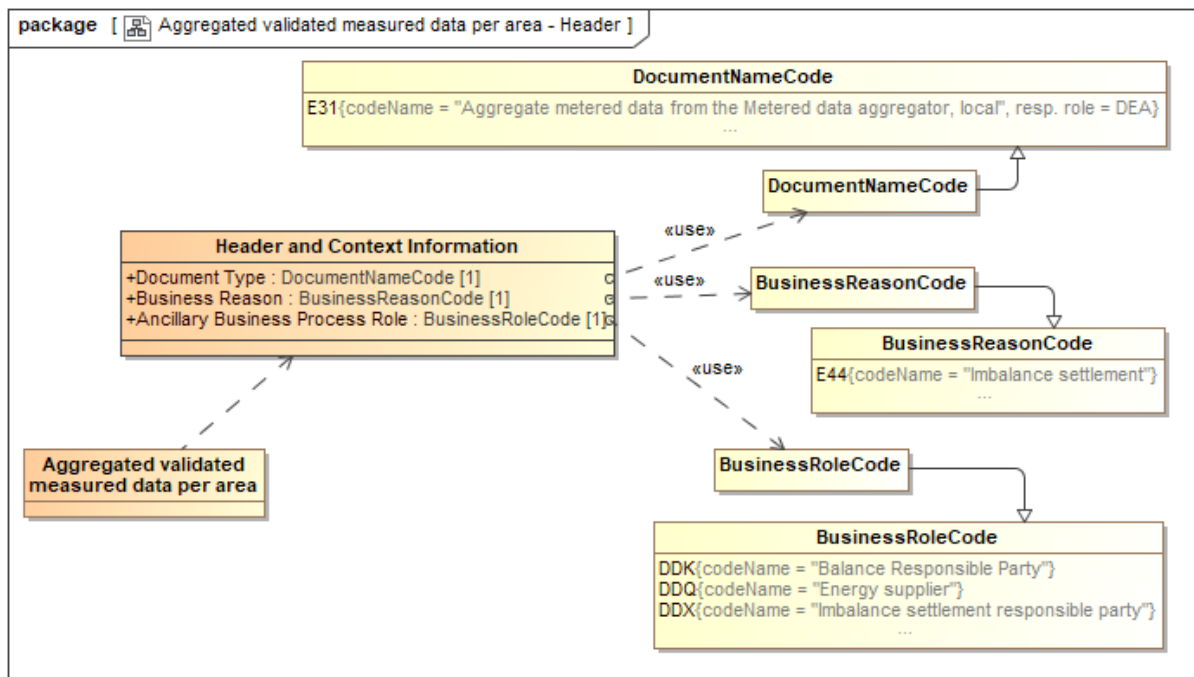 package [ Aggregated validated measured data per area - Header ]
DocumentNameCode
E31{codeName = "Aggregate metered data from the Metered data aggregator, local", resp. role = DEA}
...
DocumentNameCode
«use»
Header and Context Information
+Document Type : DocumentNameCode [1]
+Business Reason : BusinessReasonCode [1]
+Ancillary Business Process Role : BusinessRoleCode [1]
«use»
BusinessReasonCode
BusinessReasonCode
E44{codeName = "Imbalance settlement"}
...
«use»
Aggregated validated
measured data per area
BusinessRoleCode
BusinessRoleCode
DDK{codeName = "Balance Responsible Party"}
DDQ{codeName = "Energy supplier"}
DDX{codeName = "Imbalance settlement responsible party"}
...